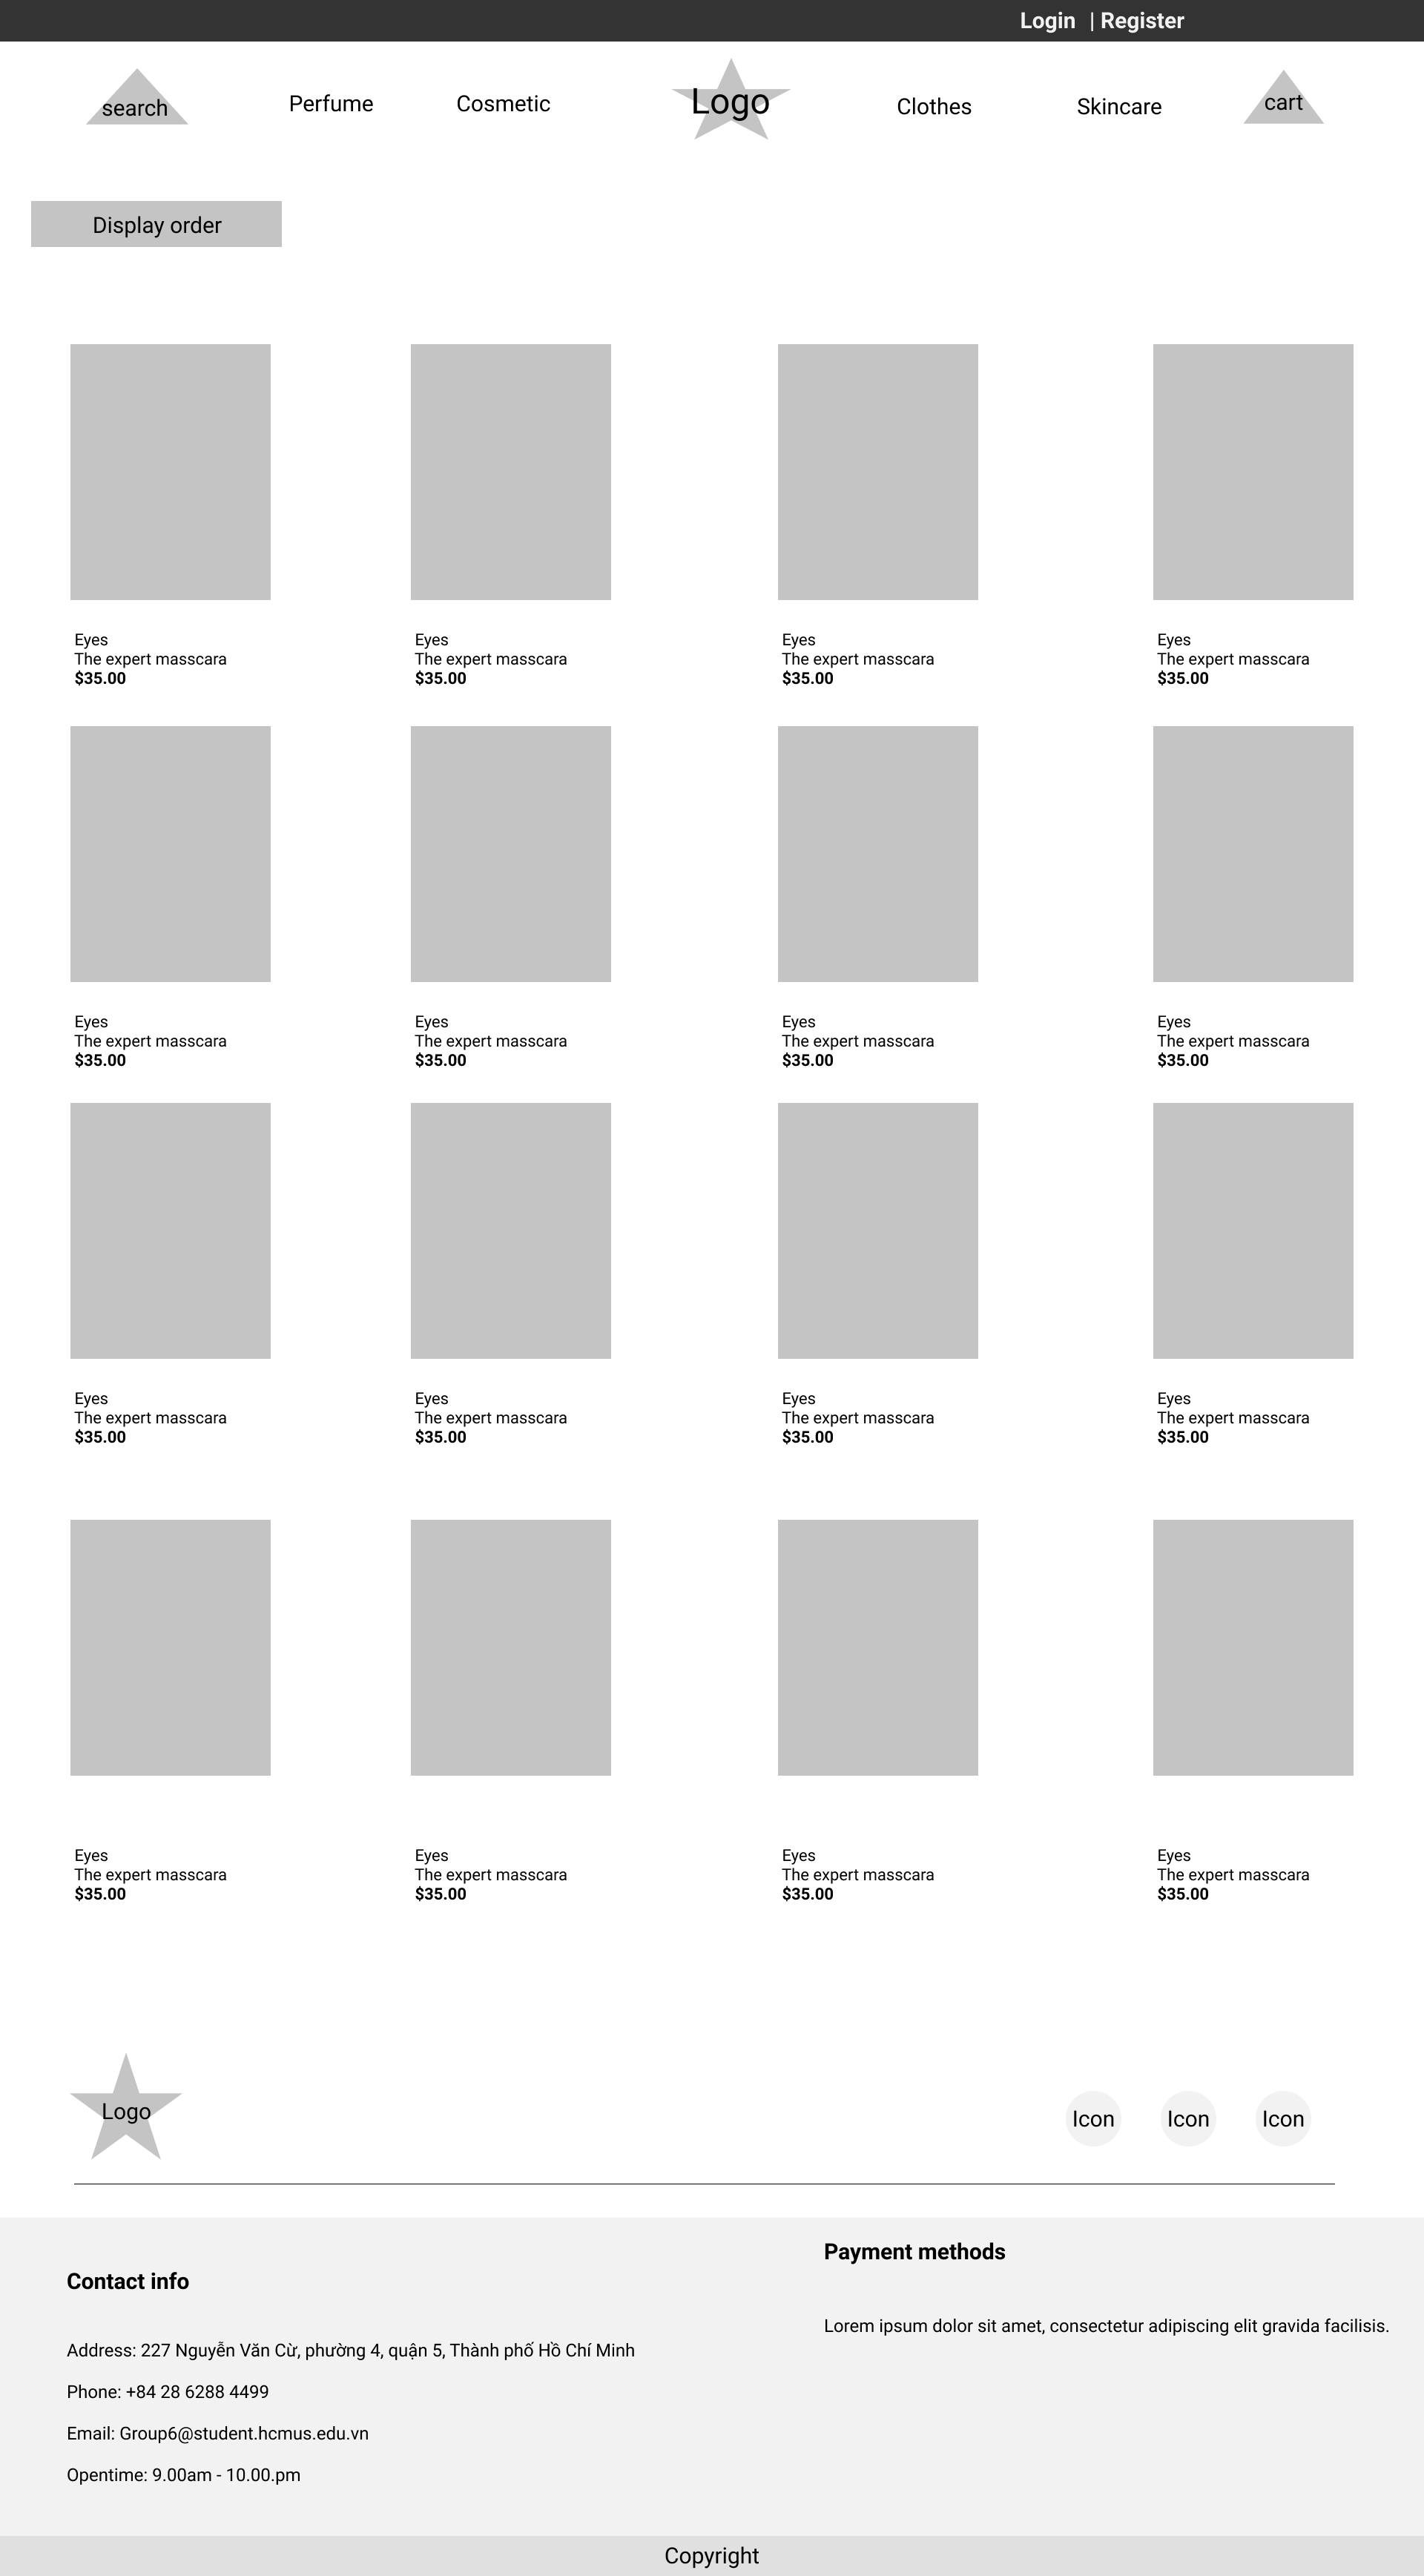 Login | Register
search
Perfume
Cosmetic
Logo
Clothes
Skincare
cart
Display order
Eyes
The expert masscara
$35.00
Eyes
The expert masscara
$35.00
Eyes
The expert masscara
$35.00
Eyes
The expert masscara
$35.00
Eyes
The expert masscara
$35.00
Eyes
The expert masscara
$35.00
Eyes
The expert masscara
$35.00
Eyes
The expert masscara
$35.00
Eyes
The expert masscara
$35.00
Eyes
The expert masscara
$35.00
Eyes
The expert masscara
$35.00
Eyes
The expert masscara
$35.00
Eyes
The expert masscara
$35.00
Eyes
The expert masscara
$35.00
Eyes
The expert masscara
$35.00
Eyes
The expert masscara
$35.00
Logo
Icon
Icon
Icon
Contact info
Address: 227 Nguyễn Văn Cừ, phường 4, quận 5, Thành phố Hồ Chí Minh
Phone: +84 28 6288 4499
Email: Group6@student.hcmus.edu.vn
Opentime: 9.00am - 10.00.pm
Payment methods
Lorem ipsum dolor sit amet, consectetur adipiscing elit gravida facilisis.
Copyright